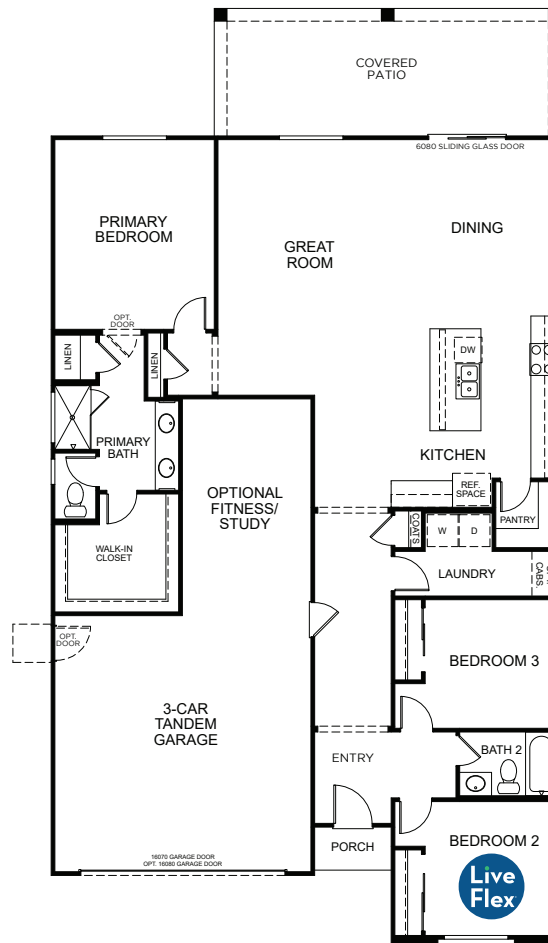 COVERED
PATIO
6080 SLIDING GLASS DOOR
PRIMARY
BEDROOM
GREAT
ROOM
DINING
OPT.
DOOR
LINEN
LINEN
DW
PRIMARY
BATH
KITCHEN
OPTIONAL
FITNESS/
STUDY
REF.
SPACE
PANTRY
COATS
W
D
WALK-IN
CLOSET
LAUNDRY
CABS.
OPT.
DOOR
BEDROOM 3
3-CAR
TANDEM
GARAGE
ENTRY
BATH 2
PORCH
BEDROOM 2
16070 GARAGE DOOR
OPT. 16080 GARAGE DOOR
Live
Flex